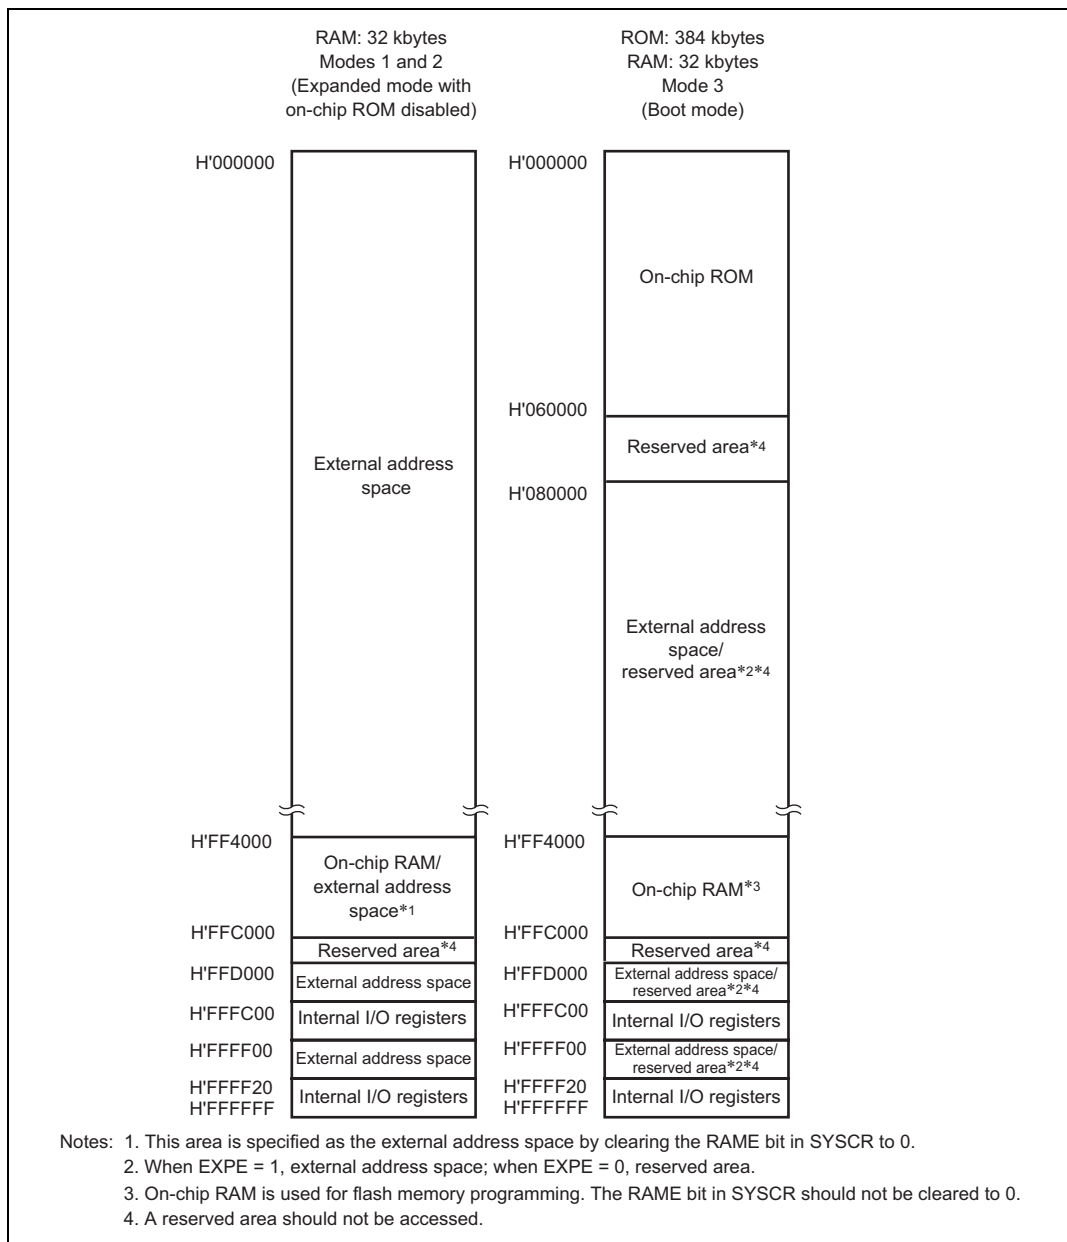 RAM: 32 kbytes
Modes 1 and 2
(Expanded mode with
on-chip ROM disabled)
H'000000
External address
space
H'FF4000
On-chip RAM/
external address
space*1
H'FFC000
Reserved area*4
H'FFD000
External address space
H'FFFC00
Internal I/O registers
H'FFFF00
External address space
H'FFFF20
Internal I/O registers
H'FFFFFF
ROM: 384 kbytes
RAM: 32 kbytes
Mode 3
(Boot mode)
H'000000
On-chip ROM
H'060000
Reserved area*4
H'080000
External address
space/
reserved area*2*4
H'FF4000
On-chip RAM*3
H'FFC000
Reserved area*4
H'FFD000
External address space/
reserved area*2*4
H'FFFC00
Internal I/O registers
H'FFFF00
External address space/
reserved area*2*4
H'FFFF20
Internal I/O registers
H'FFFFFF
Notes: 1. This area is specified as the external address space by clearing the RAME bit in SYSCR to 0.
2. When EXPE = 1, external address space; when EXPE = 0, reserved area.
3. On-chip RAM is used for flash memory programming. The RAME bit in SYSCR should not be cleared to 0.
4. A reserved area should not be accessed.